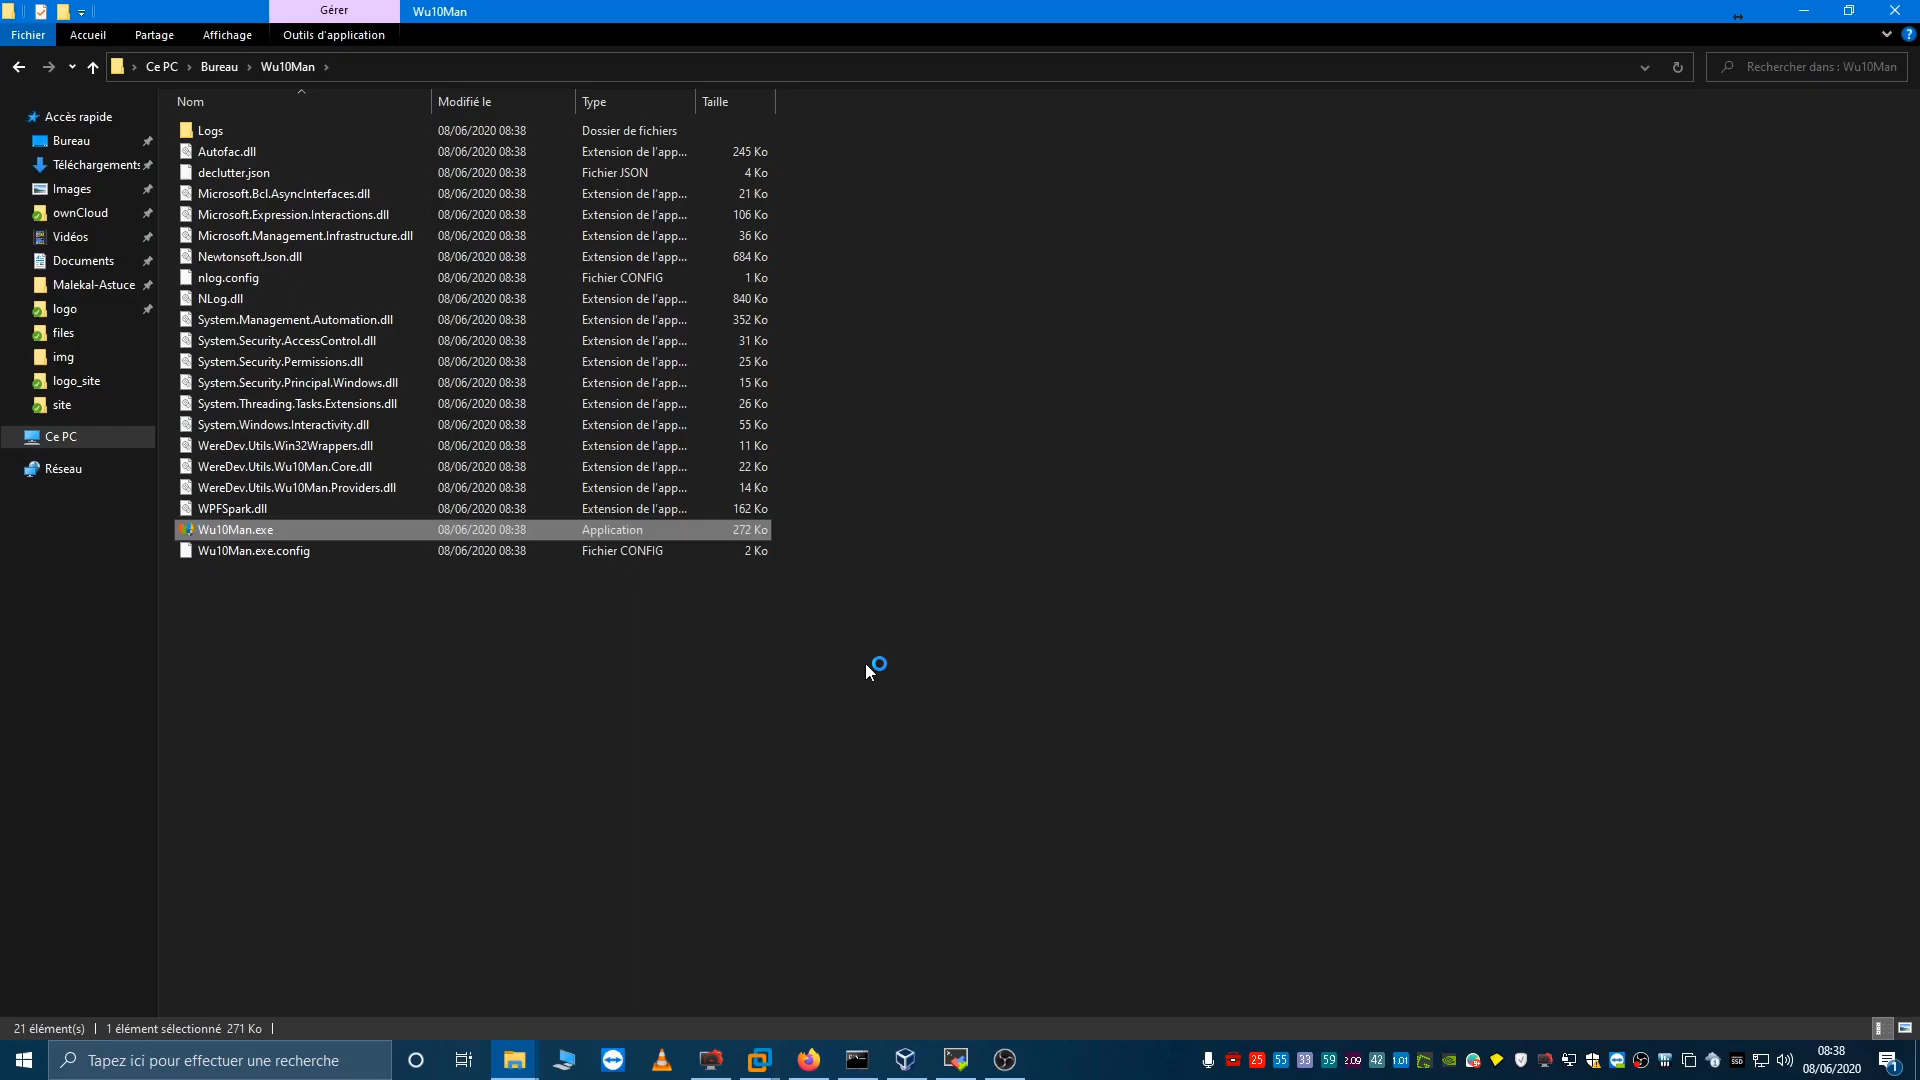 Gérer
Wu10Man
Fichier
Accueil
Partage
Affichage
Outils d'application
Ce PC
Bureau
Wu10Man
Rechercher dans : Wu10Man
Nom
Modifié le
Type
Taille
Accès rapide
Bureau
Téléchargements
Images
ownCloud
Vidéos
Documents
Malekal-Astuce
logo
files
img
logo_site
site
Ce PC
Réseau
Logs 08/06/2020 08:38 Dossier de fichiers
Autofac.dll 08/06/2020 08:38 Extension de l'app... 245 Ko
declutter.json 08/06/2020 08:38 Fichier JSON 4 Ko
Microsoft.Bcl.AsyncInterfaces.dll 08/06/2020 08:38 Extension de l'app... 21 Ko
Microsoft.Expression.Interactions.dll 08/06/2020 08:38 Extension de l'app... 106 Ko
Microsoft.Management.Infrastructure.dll 08/06/2020 08:38 Extension de l'app... 36 Ko
Newtonsoft.Json.dll 08/06/2020 08:38 Extension de l'app... 684 Ko
nlog.config 08/06/2020 08:38 Fichier CONFIG 1 Ko
NLog.dll 08/06/2020 08:38 Extension de l'app... 840 Ko
System.Management.Automation.dll 08/06/2020 08:38 Extension de l'app... 352 Ko
System.Security.AccessControl.dll 08/06/2020 08:38 Extension de l'app... 31 Ko
System.Security.Permissions.dll 08/06/2020 08:38 Extension de l'app... 25 Ko
System.Security.Principal.Windows.dll 08/06/2020 08:38 Extension de l'app... 15 Ko
System.Threading.Tasks.Extensions.dll 08/06/2020 08:38 Extension de l'app... 26 Ko
System.Windows.Interactivity.dll 08/06/2020 08:38 Extension de l'app... 55 Ko
WereDev.Utils.Win32Wrappers.dll 08/06/2020 08:38 Extension de l'app... 11 Ko
WereDev.Utils.Wu10Man.Core.dll 08/06/2020 08:38 Extension de l'app... 22 Ko
WereDev.Utils.Wu10Man.Providers.dll 08/06/2020 08:38 Extension de l'app... 14 Ko
WPFSpark.dll 08/06/2020 08:38 Extension de l'app... 162 Ko
Wu10Man.exe 08/06/2020 08:38 Application 272 Ko
Wu10Man.exe.config 08/06/2020 08:38 Fichier CONFIG 2 Ko
21 élément(s)
1 élément sélectionné 271 Ko
Tapez ici pour effectuer une recherche
25 55 33 59 2.09 42 1.01
SSD
08:38
08/06/2020
1